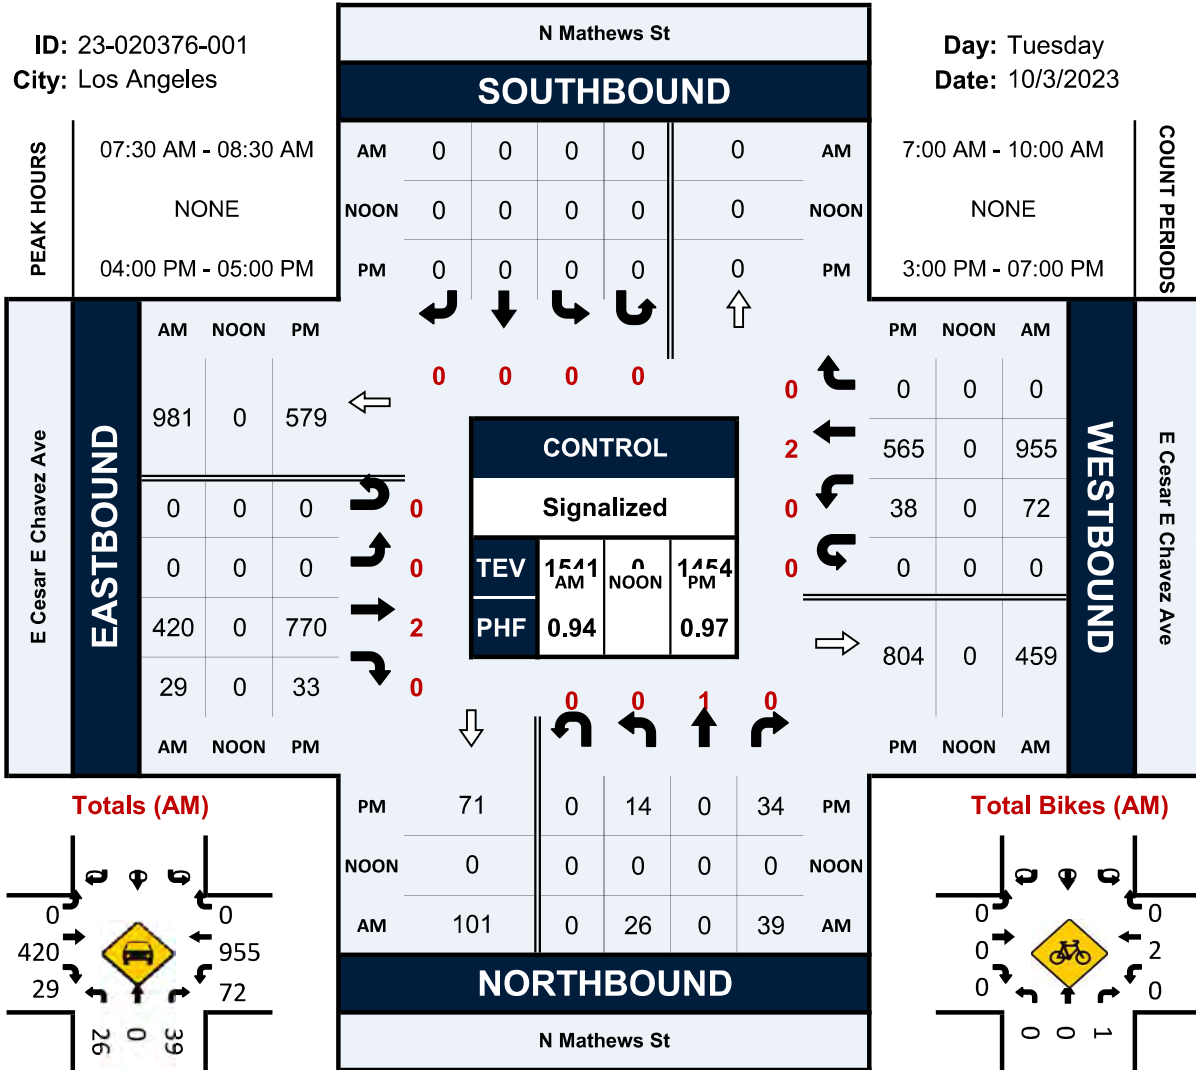 N Mathews St
ID: 23-020376-001
Day: Tuesday
City: Los Angeles
Date: 10/3/2023
SOUTHBOUND
PEAK HOURS
07:30 AM - 08:30 AM
NONE
04:00 PM - 05:00 PM
AM 0 0 0 0 0 AM
NOON 0 0 0 0 0 NOON
PM 0 0 0 0 0 PM
7:00 AM - 10:00 AM
NONE
3:00 PM - 07:00 PM
COUNT PERIODS
0 0 0 0
E Cesar E Chavez Ave
EASTBOUND
AM NOON PM
981 0 579
0 0 0 0
0 0 0 0
420 0 770 2
29 0 33 0
AM NOON PM
CONTROL
Signalized
TEV 1541 0 1454
AM NOON PM
PHF 0.94 0.97
PM NOON AM
0 0 0 0
2 565 0 955
0 38 0 72
0 0 0 0
804 0 459
PM NOON AM
WESTBOUND
E Cesar E Chavez Ave
0 0 1 0
PM 71 0 14 0 34 PM
NOON 0 0 0 0 0 NOON
AM 101 0 26 0 39 AM
NORTHBOUND
N Mathews St
Totals (AM)
0 0
420 955
29 72
26 0 39
Total Bikes (AM)
0 0
0 2
0 0
0 0 1